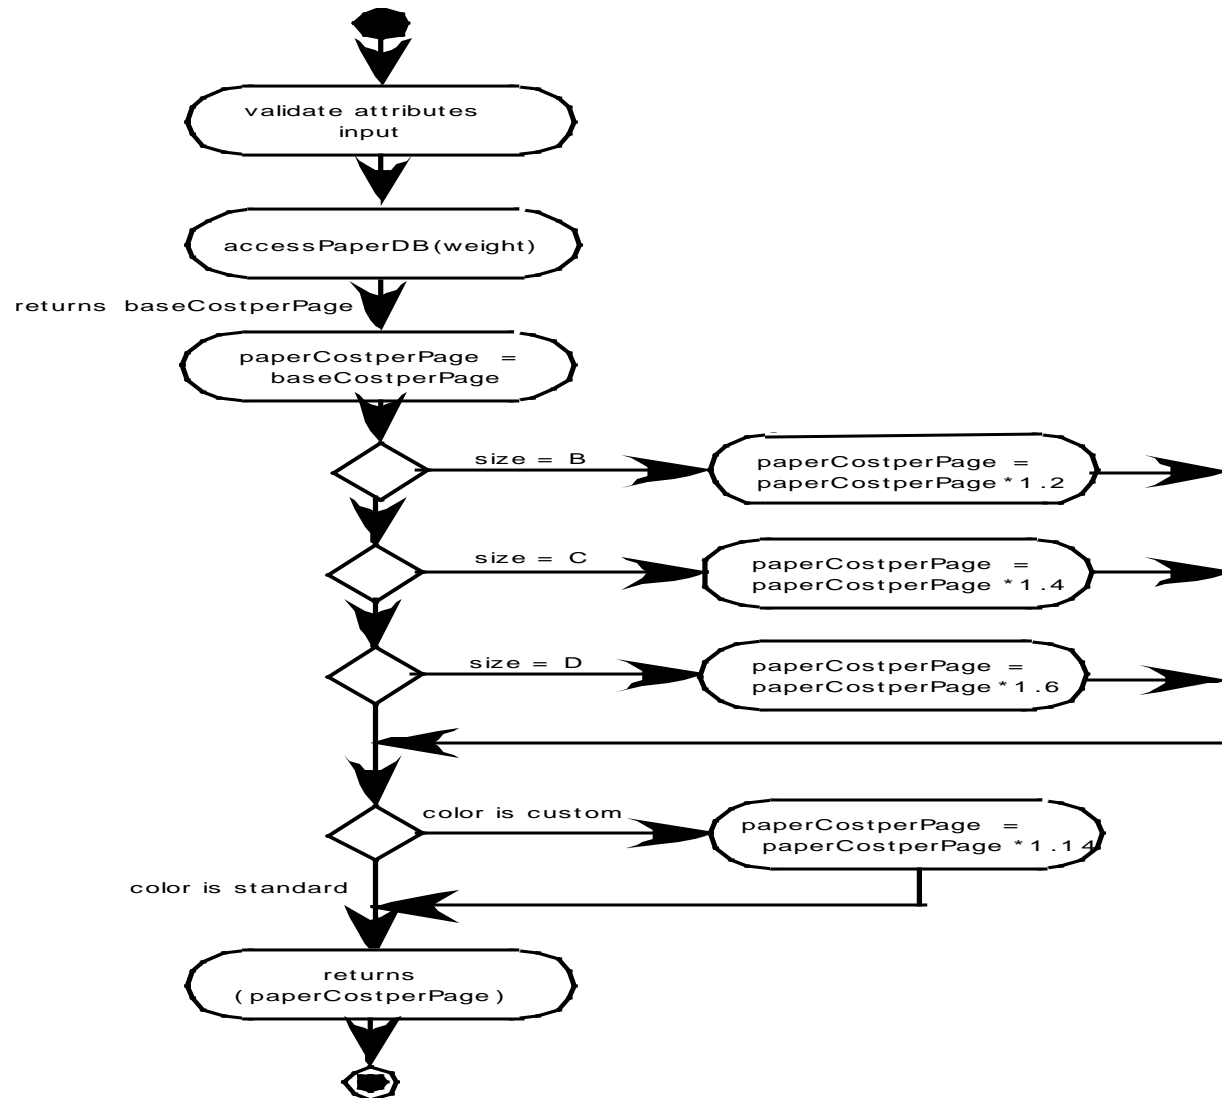 validate attributes
input
accessPaperDB(weight)
returns baseCostperPage
paperCostperPage =
baseCostperPage
size = B
paperCostperPage =
paperCostperPage*1.2
size = C
paperCostperPage =
paperCostperPage*1.4
size = D
paperCostperPage =
paperCostperPage*1.6
color is custom
paperCostperPage =
paperCostperPage*1.14
color is standard
returns
(paperCostperPage)